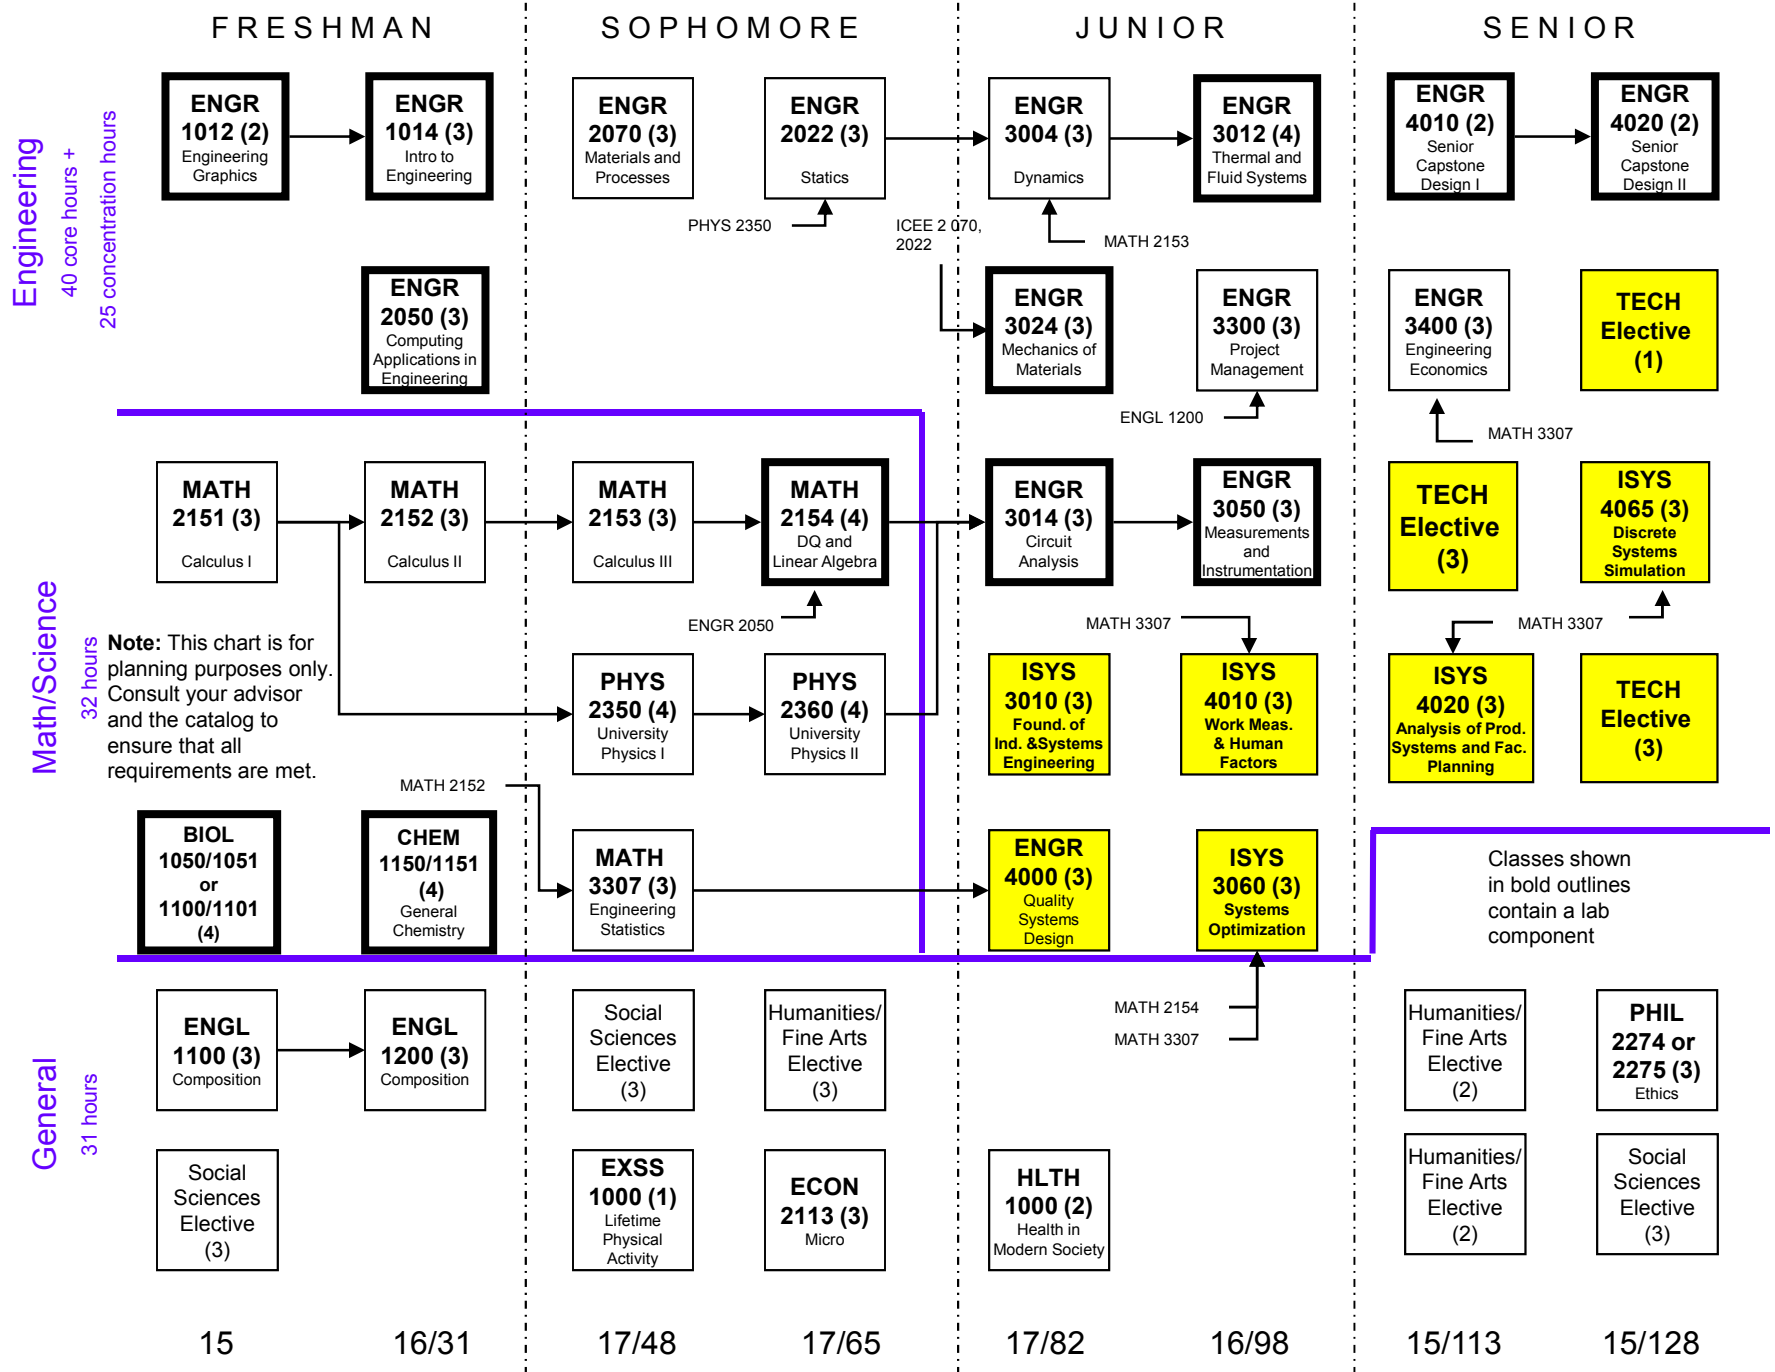 FRESHMAN
SOPHOMORE
JUNIOR
SENIOR
Engineering
40 core hours +
25 concentration hours
ENGR
1012 (2)
Engineering
Graphics
ENGR
1014 (3)
Intro to
Engineering
ENGR
2070 (3)
Materials and
Processes
ENGR
2022 (3)
Statics
ENGR
3004 (3)
Dynamics
ENGR
3012 (4)
Thermal and
Fluid Systems
ENGR
4010 (2)
Senior
Capstone
Design I
ENGR
4020 (2)
Senior
Capstone
Design II
PHYS 2350
ICEE 2 070,
2022
MATH 2153
ENGR
2050 (3)
Computing
Applications in
Engineering
ENGR
3024 (3)
Mechanics of
Materials
ENGR
3300 (3)
Project
Management
ENGR
3400 (3)
Engineering
Economics
TECH
Elective
(1)
ENGL 1200
MATH 3307
Math/Science
32 hours
MATH
2151 (3)
Calculus I
MATH
2152 (3)
Calculus II
MATH
2153 (3)
Calculus III
MATH
2154 (4)
DQ and
Linear Algebra
ENGR
3014 (3)
Circuit
Analysis
ENGR
3050 (3)
Measurements
and
Instrumentation
TECH
Elective
(3)
ISYS
4065 (3)
Discrete
Systems
Simulation
ENGR 2050
MATH 3307
MATH 3307
Note: This chart is for
planning purposes only.
Consult your advisor
and the catalog to
ensure that all
requirements are met.
PHYS
2350 (4)
University
Physics I
PHYS
2360 (4)
University
Physics II
ISYS
3010 (3)
Found. of
Ind. &Systems
Engineering
ISYS
4010 (3)
Work Meas.
& Human
Factors
ISYS
4020 (3)
Analysis of Prod.
Systems and Fac.
Planning
TECH
Elective
(3)
MATH 2152
BIOL
1050/1051
or
1100/1101
(4)
CHEM
1150/1151
(4)
General
Chemistry
MATH
3307 (3)
Engineering
Statistics
ENGR
4000 (3)
Quality
Systems
Design
ISYS
3060 (3)
Systems
Optimization
Classes shown
in bold outlines
contain a lab
component
MATH 2154
MATH 3307
General
31 hours
ENGL
1100 (3)
Composition
ENGL
1200 (3)
Composition
Social
Sciences
Elective
(3)
Humanities/
Fine Arts
Elective
(3)
Humanities/
Fine Arts
Elective
(2)
PHIL
2274 or
2275 (3)
Ethics
Social
Sciences
Elective
(3)
EXSS
1000 (1)
Lifetime
Physical
Activity
ECON
2113 (3)
Micro
HLTH
1000 (2)
Health in
Modern Society
Humanities/
Fine Arts
Elective
(2)
Social
Sciences
Elective
(3)
15
16/31
17/48
17/65
17/82
16/98
15/113
15/128